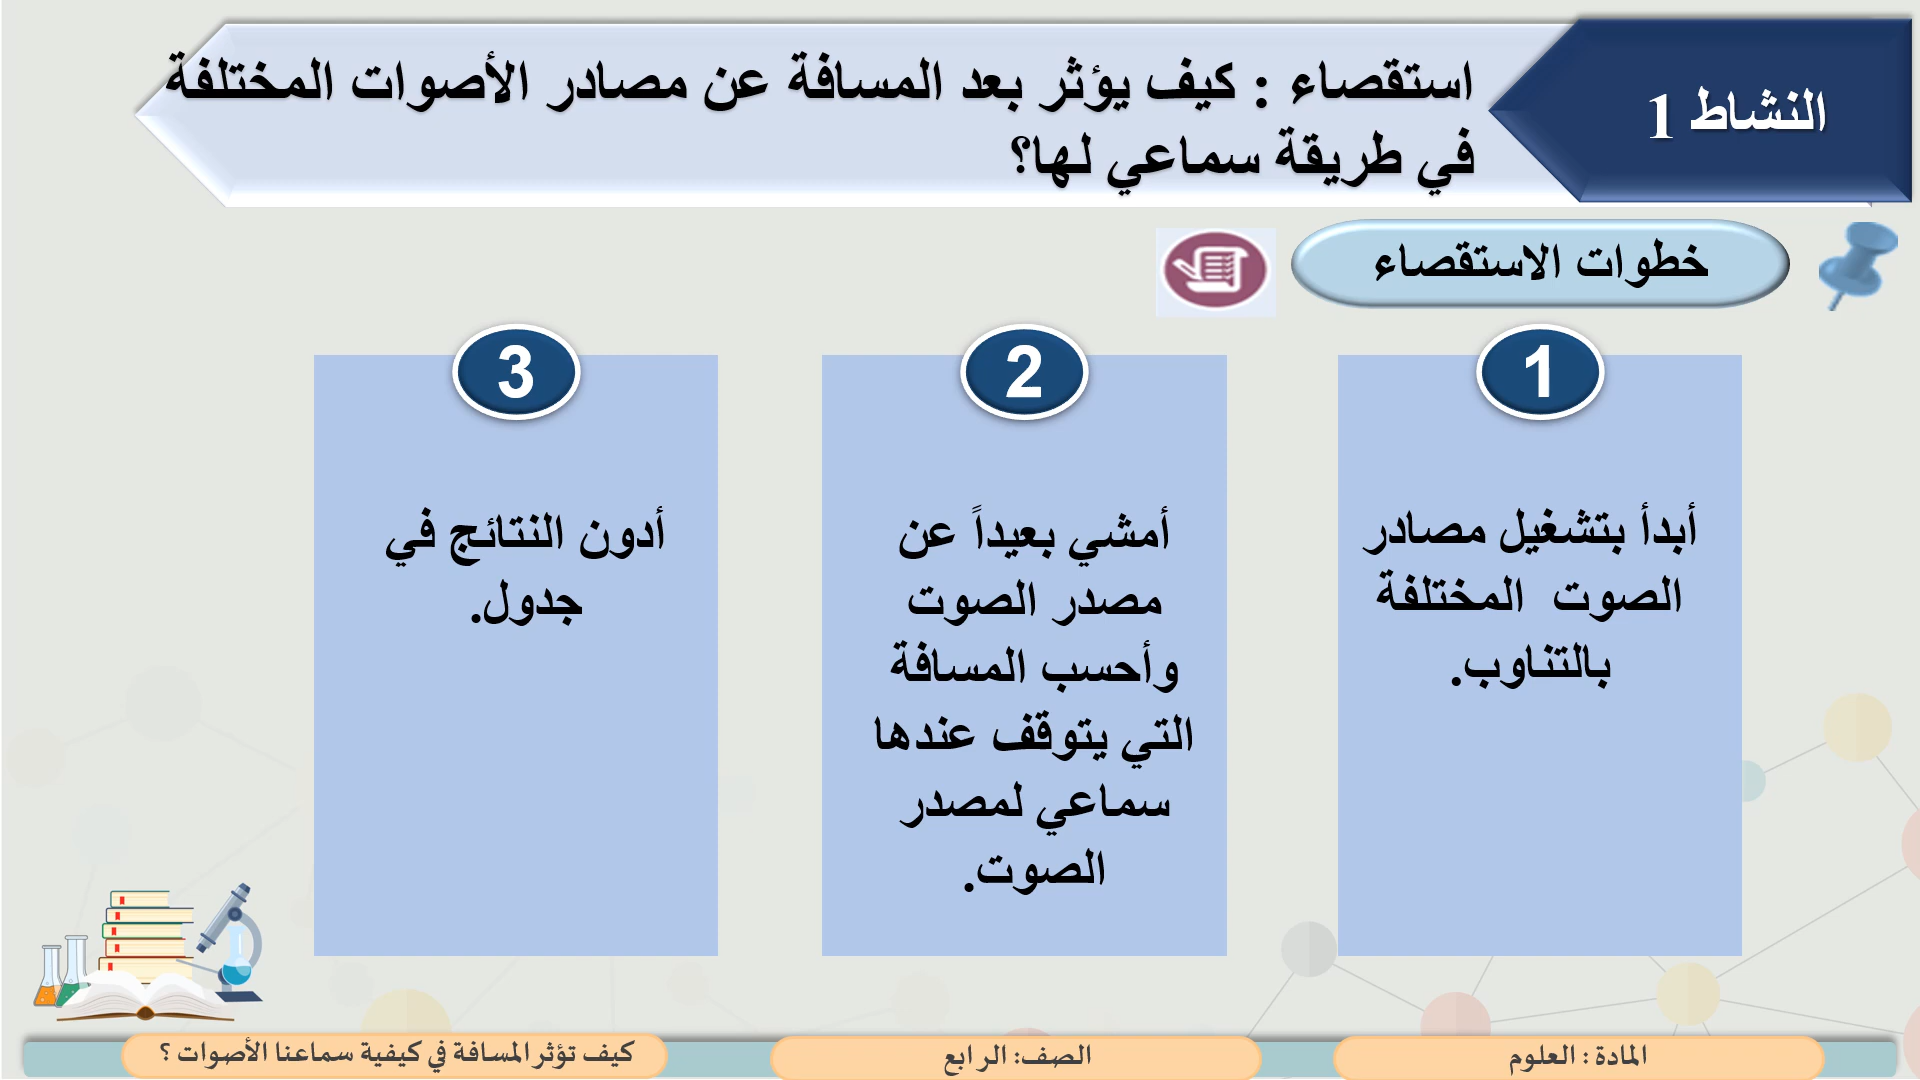 النشاط 1
استقصاء : كيف يؤثر بعد المسافة عن مصادر الأصوات المختلفة
في طريقة سماعي لها؟
خطوات الاستقصاء
1
أبدأ بتشغيل مصادر
الصوت المختلفة
بالتناوب.
2
أمشي بعيداً عن
مصدر الصوت
وأحسب المسافة
التي يتوقف عندها
سماعي لمصدر
الصوت.
3
أدون النتائج في
جدول.
المادة : العلوم
الصف: الرابع
كيف تؤثر المسافة في كيفية سماعنا الأصوات ؟